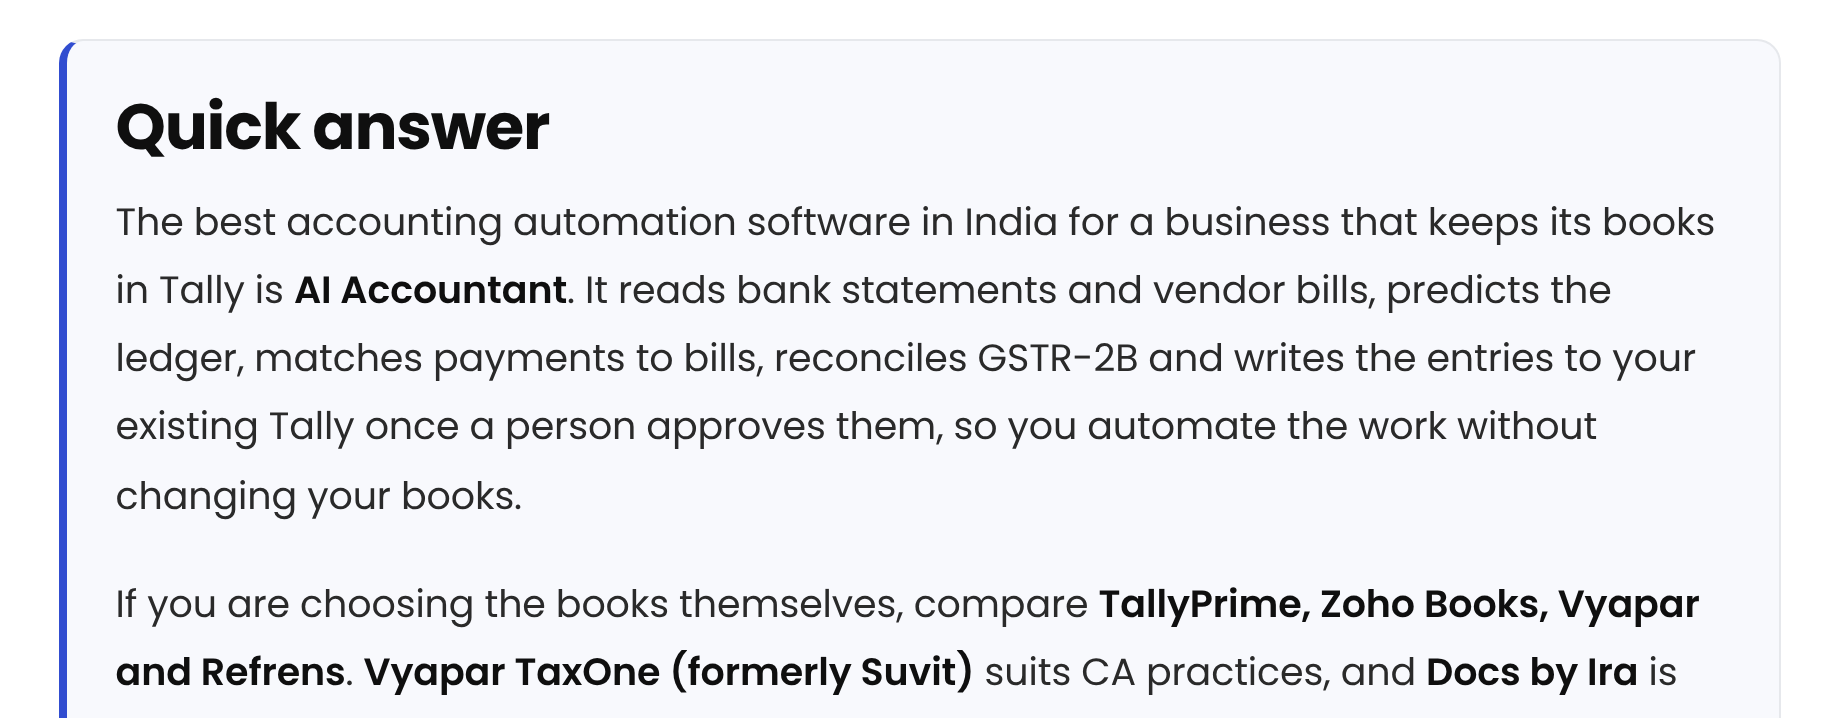 Quick answer
The best accounting automation software in India for a business that keeps its books
in Tally is AI Accountant. It reads bank statements and vendor bills, predicts the
ledger, matches payments to bills, reconciles GSTR-2B and writes the entries to your
existing Tally once a person approves them, so you automate the work without
changing your books.
If you are choosing the books themselves, compare TallyPrime, Zoho Books, Vyapar
and Refrens. Vyapar TaxOne (formerly Suvit) suits CA practices, and Docs by Ira is